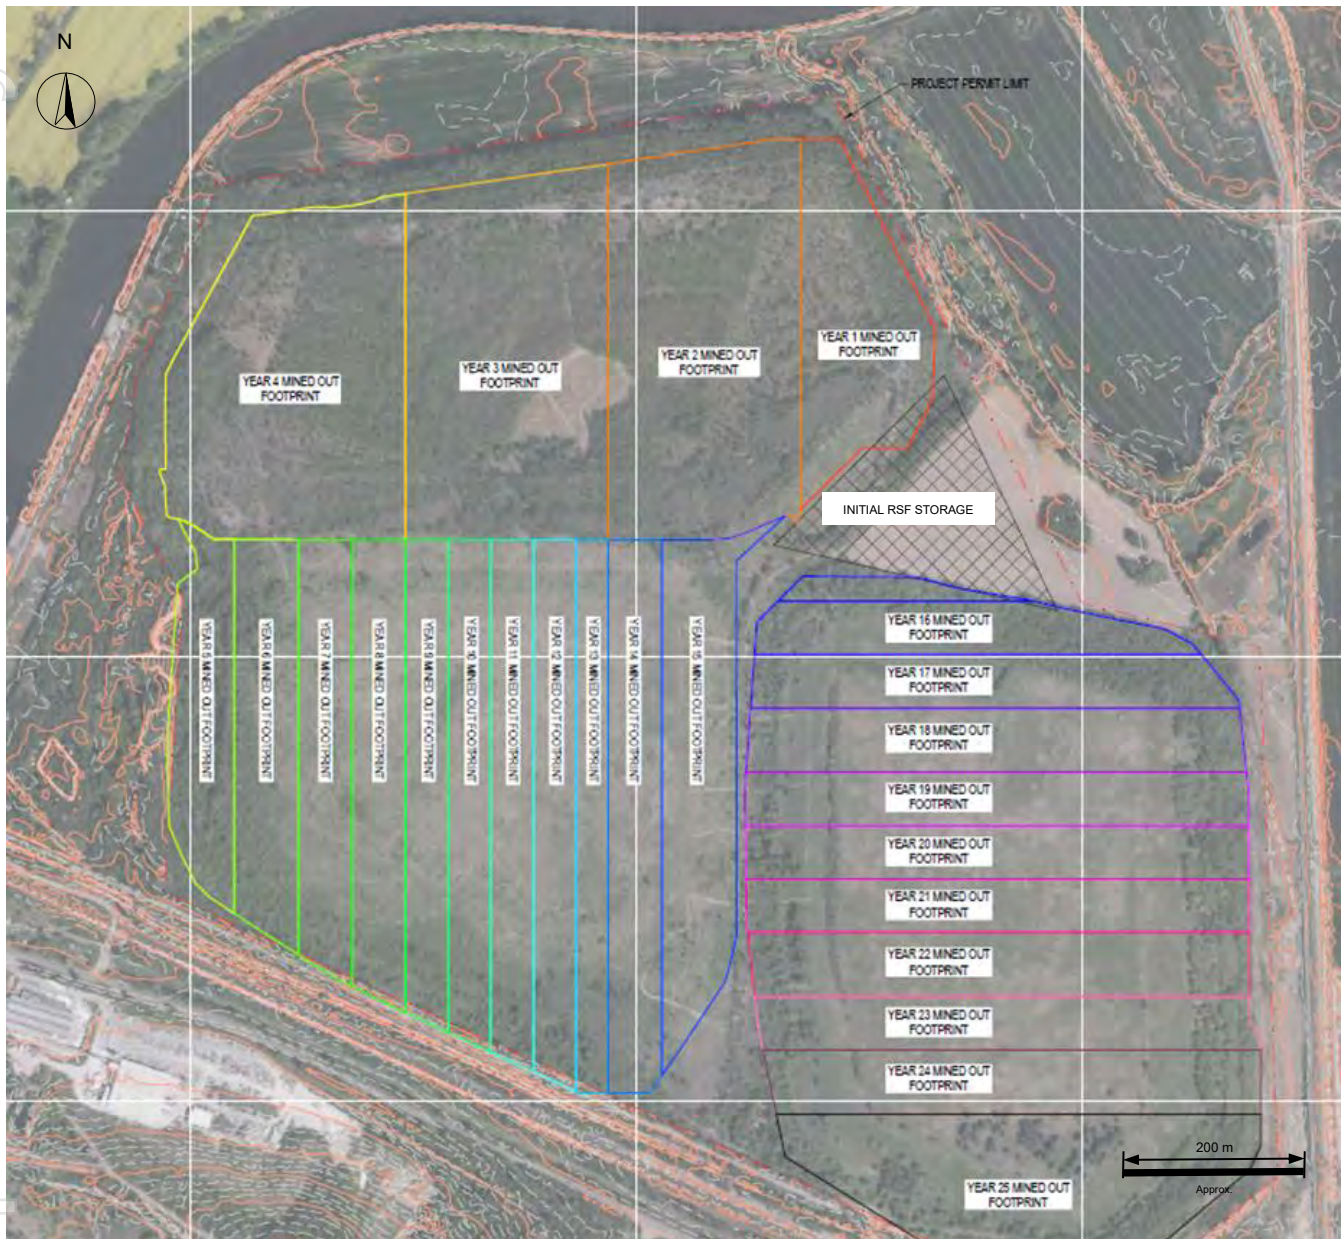 N
PROJECT PERMIT LIMIT
YEAR 1 MINED OUT
FOOTPRINT
YEAR 2 MINED OUT
FOOTPRINT
YEAR 3 MINED OUT
FOOTPRINT
YEAR 4 MINED OUT
FOOTPRINT
INITIAL RSF STORAGE
YEAR 5 MINED OUT FOOTPRINT
YEAR 6 MINED OUT FOOTPRINT
YEAR 7 MINED OUT FOOTPRINT
YEAR 8 MINED OUT FOOTPRINT
YEAR 9 MINED OUT FOOTPRINT
YEAR 10 MINED OUT FOOTPRINT
YEAR 11 MINED OUT FOOTPRINT
YEAR 12 MINED OUT FOOTPRINT
YEAR 13 MINED OUT FOOTPRINT
YEAR 14 MINED OUT FOOTPRINT
YEAR 15 MINED OUT FOOTPRINT
YEAR 16 MINED OUT
FOOTPRINT
YEAR 17 MINED OUT
FOOTPRINT
YEAR 18 MINED OUT
FOOTPRINT
YEAR 19 MINED OUT
FOOTPRINT
YEAR 20 MINED OUT
FOOTPRINT
YEAR 21 MINED OUT
FOOTPRINT
YEAR 22 MINED OUT
FOOTPRINT
YEAR 23 MINED OUT
FOOTPRINT
YEAR 24 MINED OUT
FOOTPRINT
YEAR 25 MINED OUT
FOOTPRINT
200 m
Approx.